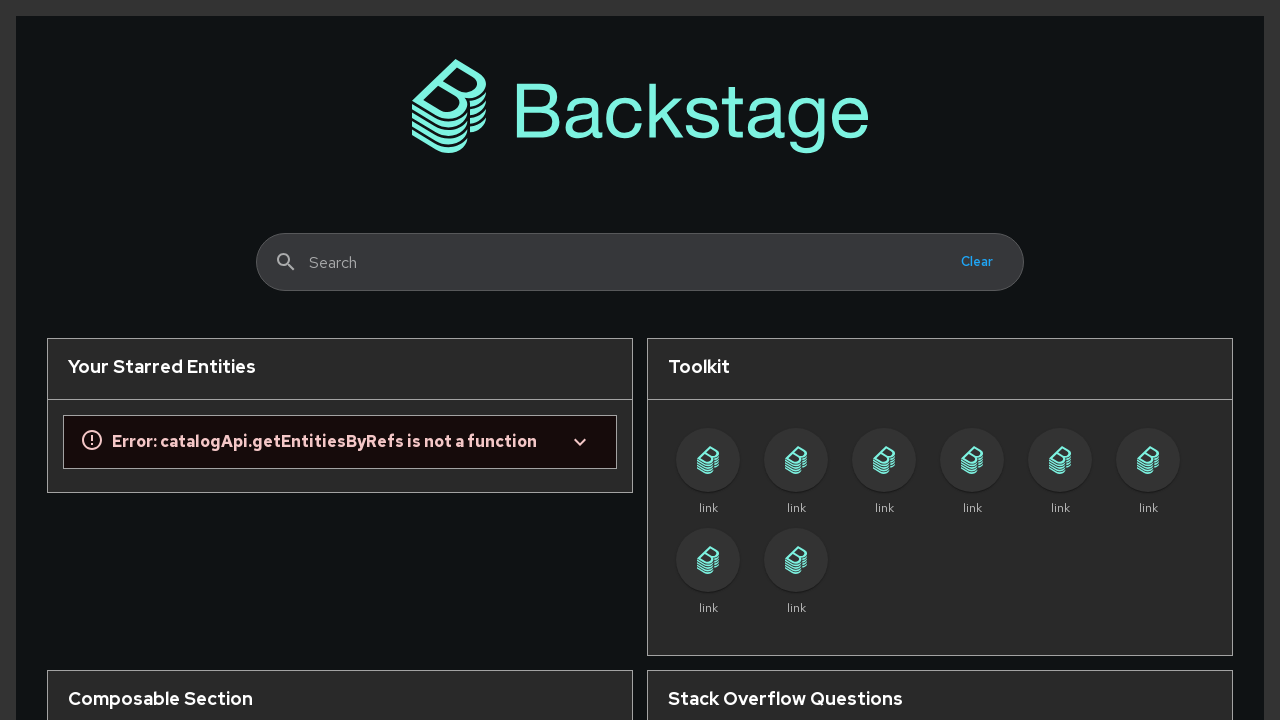 Backstage
Search
Clear
Your Starred Entities
Error: catalogApi.getEntitiesByRefs is not a function
Toolkit
link link link link link link
link link
Composable Section
Stack Overflow Questions